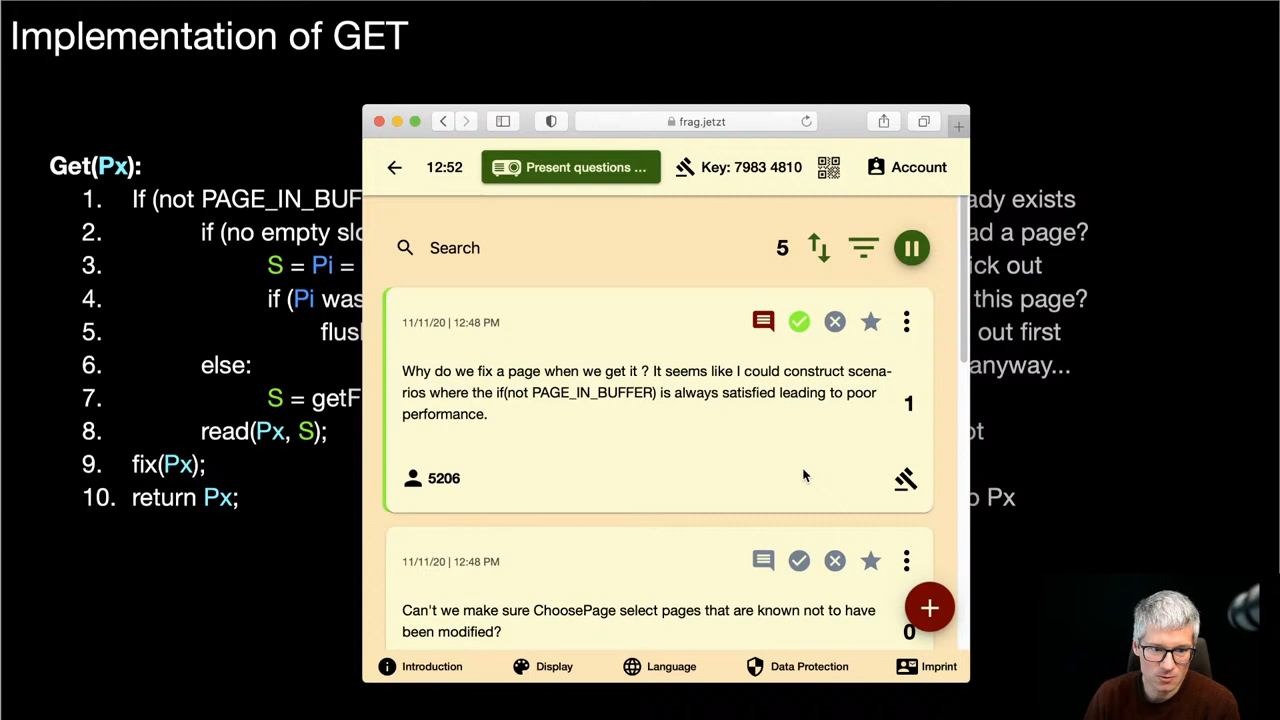 Implementation of GET
Get(Px):
1. If (not PAGE_IN_BUF
2. if (no empty slo
3. S = Pi =
4. if (Pi was
5. flus
6. else:
7. S = getF
8. read(Px, S);
9. fix(Px);
10. return Px;
ady exists
ad a page?
ick out
this page?
out first
anyway...
ot
o Px
frag.jetzt
12:52
Present questions ...
Key: 7983 4810
Account
Search
5
11/11/20 | 12:48 PM
Why do we fix a page when we get it ? It seems like I could construct scena-
rios where the if(not PAGE_IN_BUFFER) is always satisfied leading to poor
performance.
1
5206
11/11/20 | 12:48 PM
Can't we make sure ChoosePage select pages that are known not to have
been modified?
0
Introduction
Display
Language
Data Protection
Imprint